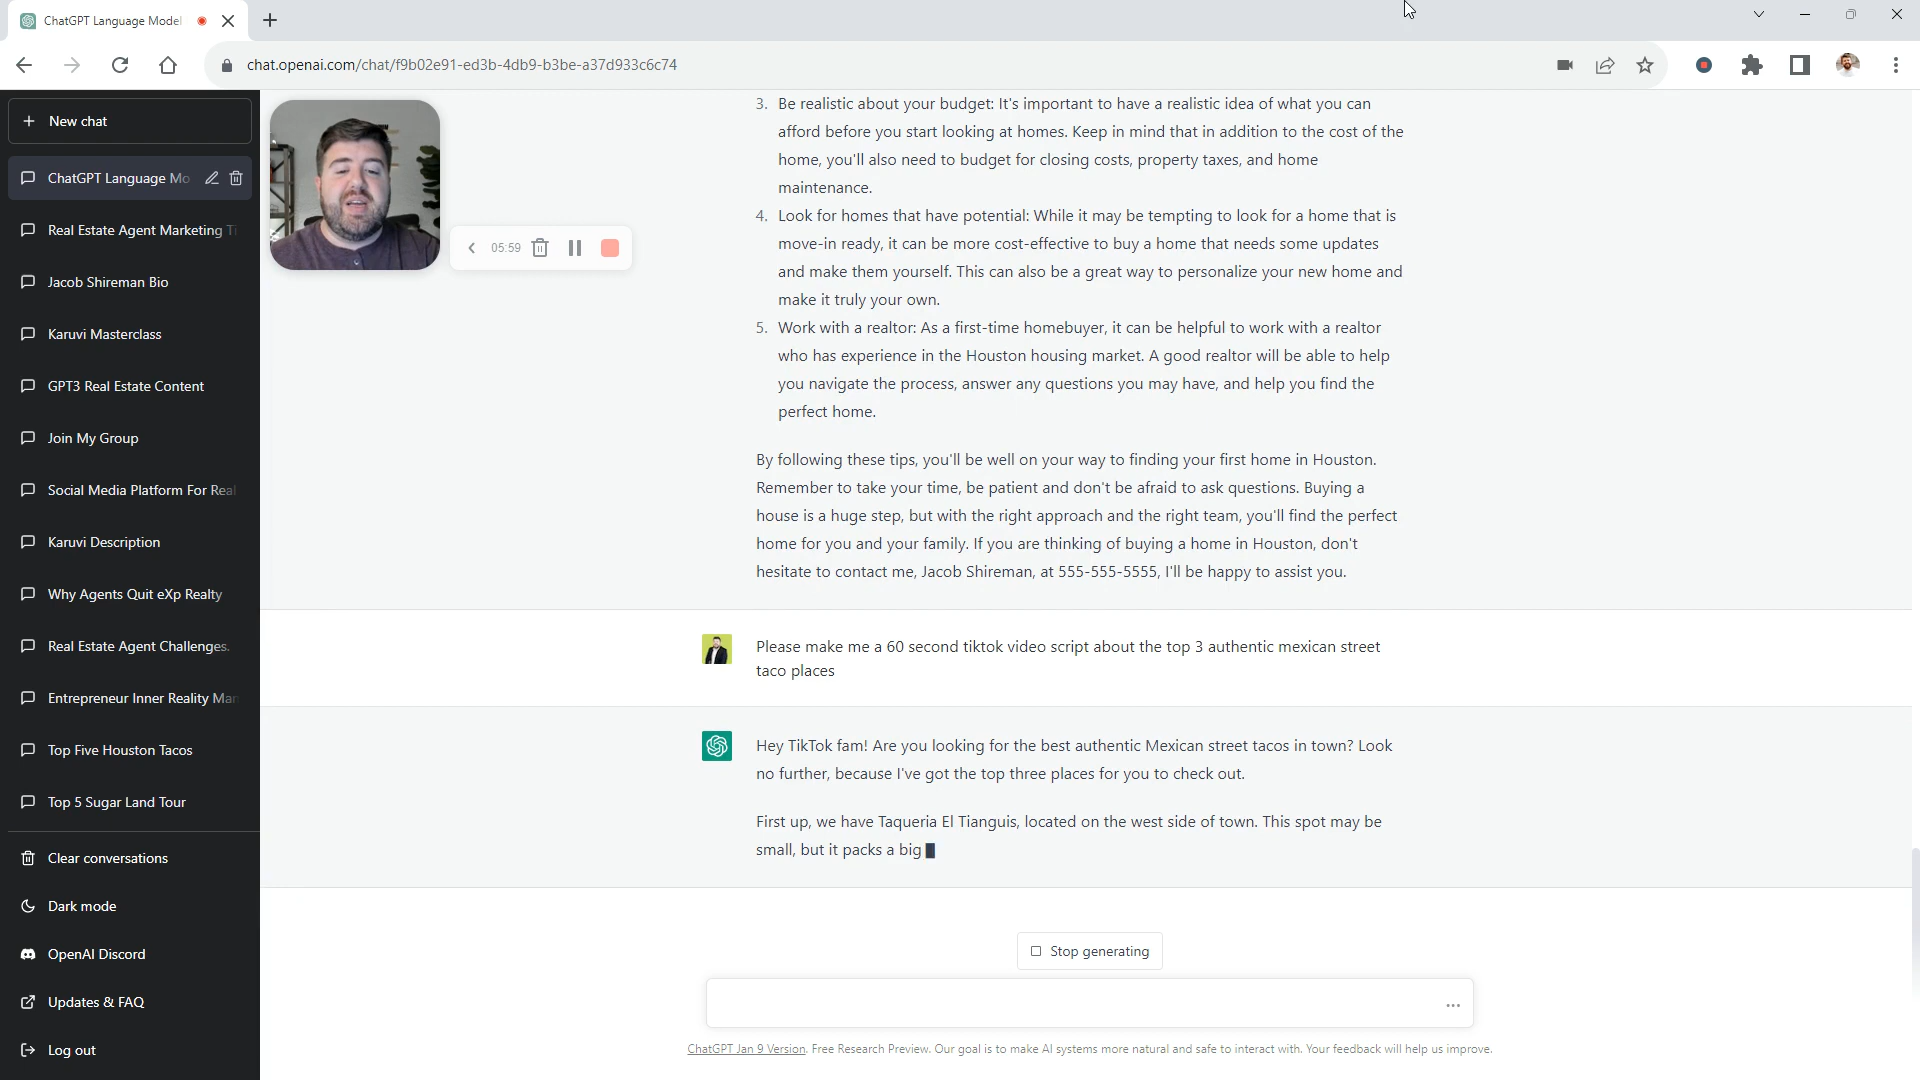 ChatGPT Language Model
chat.openai.com/chat/f9b02e91-ed3b-4db9-b3be-a37d933c6c74
New chat
ChatGPT Language Mo
Real Estate Agent Marketing Ti
Jacob Shireman Bio
Karuvi Masterclass
GPT3 Real Estate Content
Join My Group
Social Media Platform For Real
Karuvi Description
Why Agents Quit eXp Realty
Real Estate Agent Challenges.
Entrepreneur Inner Reality Man
Top Five Houston Tacos
Top 5 Sugar Land Tour
Clear conversations
Dark mode
OpenAI Discord
Updates & FAQ
Log out
05:59
3. Be realistic about your budget: It's important to have a realistic idea of what you can
afford before you start looking at homes. Keep in mind that in addition to the cost of the
home, you'll also need to budget for closing costs, property taxes, and home
maintenance.
4. Look for homes that have potential: While it may be tempting to look for a home that is
move-in ready, it can be more cost-effective to buy a home that needs some updates
and make them yourself. This can also be a great way to personalize your new home and
make it truly your own.
5. Work with a realtor: As a first-time homebuyer, it can be helpful to work with a realtor
who has experience in the Houston housing market. A good realtor will be able to help
you navigate the process, answer any questions you may have, and help you find the
perfect home.
By following these tips, you'll be well on your way to finding your first home in Houston.
Remember to take your time, be patient and don't be afraid to ask questions. Buying a
house is a huge step, but with the right approach and the right team, you'll find the perfect
home for you and your family. If you are thinking of buying a home in Houston, don't
hesitate to contact me, Jacob Shireman, at 555-555-5555, I'll be happy to assist you.
Please make me a 60 second tiktok video script about the top 3 authentic mexican street
taco places
Hey TikTok fam! Are you looking for the best authentic Mexican street tacos in town? Look
no further, because I've got the top three places for you to check out.
First up, we have Taqueria El Tianguis, located on the west side of town. This spot may be
small, but it packs a big
Stop generating
ChatGPT Jan 9 Version. Free Research Preview. Our goal is to make AI systems more natural and safe to interact with. Your feedback will help us improve.